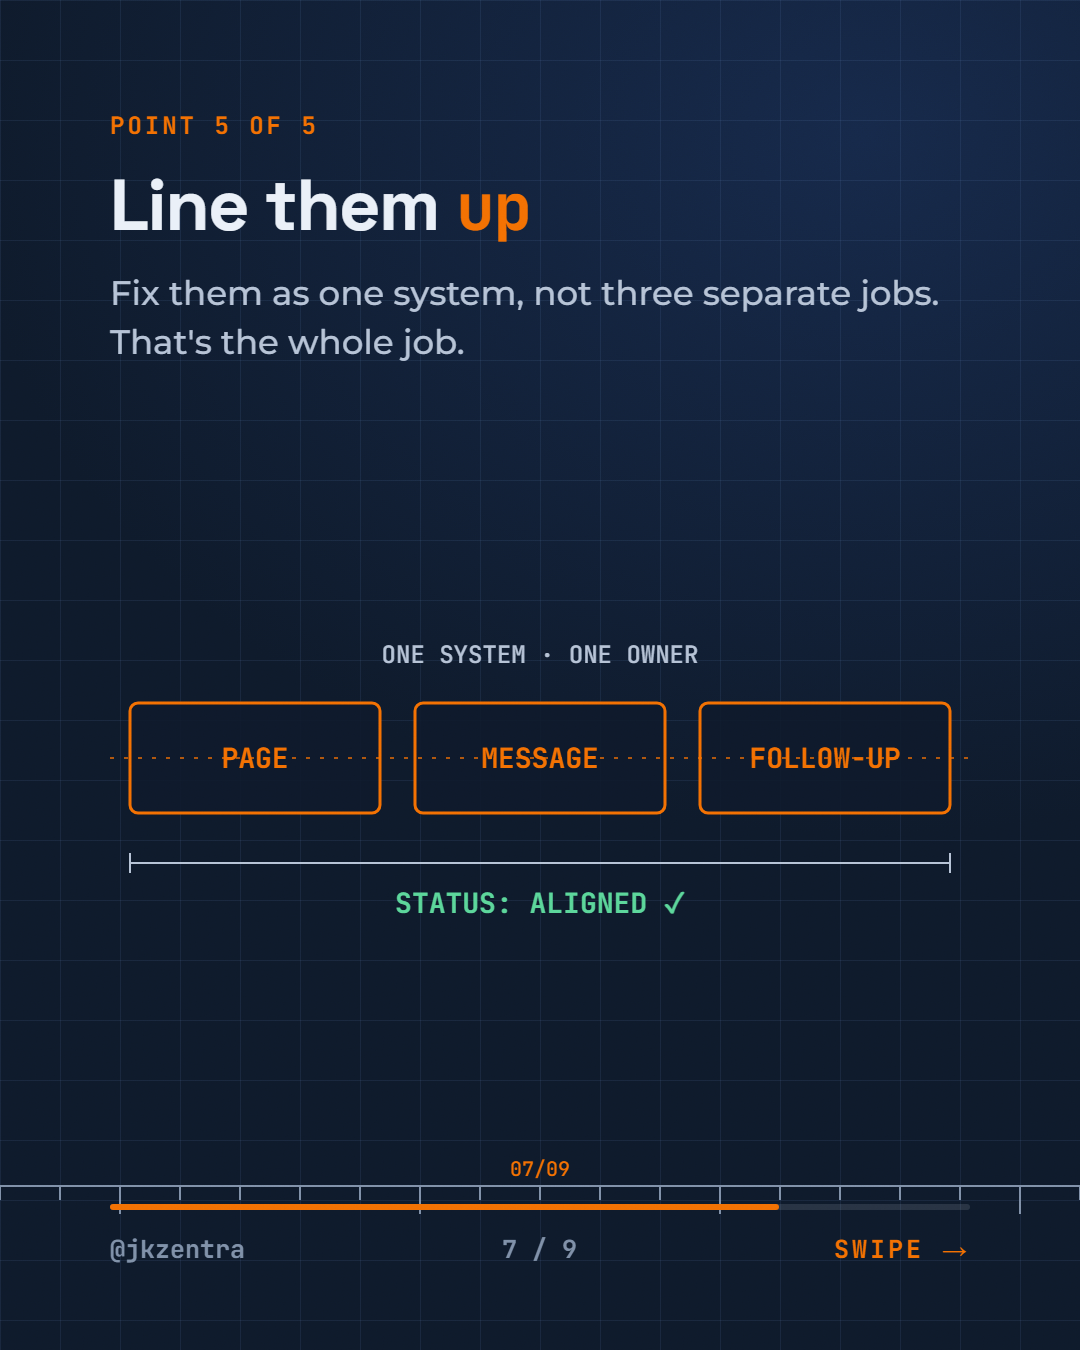 POINT 5 OF 5
Line them up
Fix them as one system, not three separate jobs.
That's the whole job.
ONE SYSTEM · ONE OWNER
PAGE
MESSAGE
FOLLOW-UP
STATUS: ALIGNED ✓
07/09
@jkzentra
7 / 9
SWIPE →